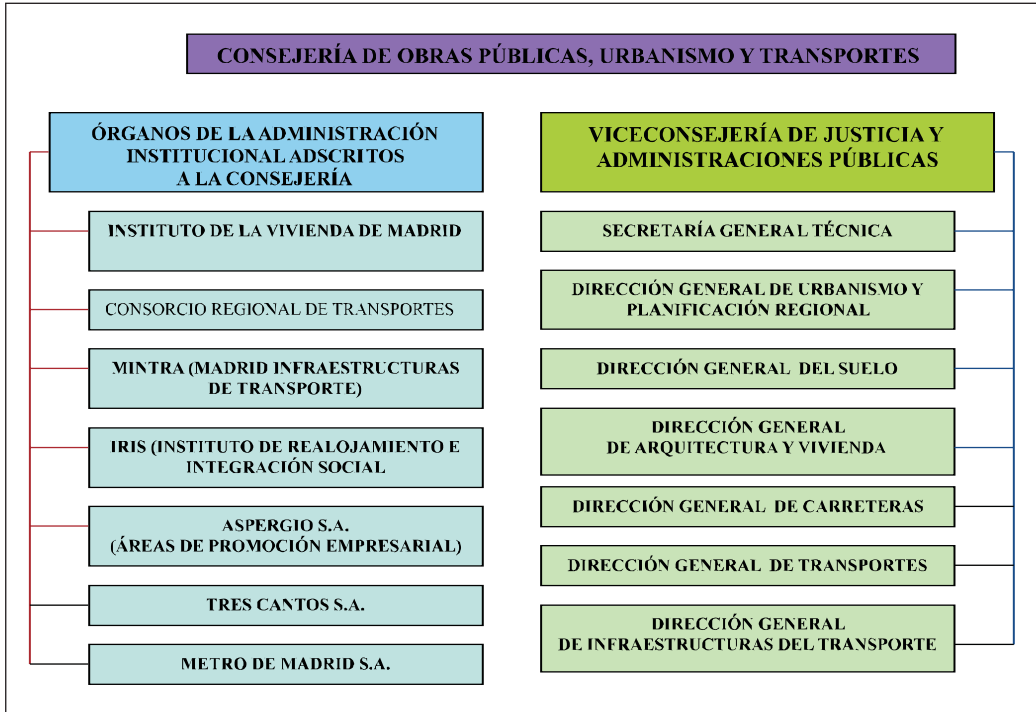 CONSEJERÍA DE OBRAS PÚBLICAS, URBANISMO Y TRANSPORTES
ÓRGANOS DE LA ADMINISTRACIÓN
INSTITUCIONAL ADSCRITOS
A LA CONSEJERÍA
INSTITUTO DE LA VIVIENDA DE MADRID
CONSORCIO REGIONAL DE TRANSPORTES
MINTRA (MADRID INFRAESTRUCTURAS
DE TRANSPORTE)
IRIS (INSTITUTO DE REALOJAMIENTO E
INTEGRACIÓN SOCIAL
ASPERGIO S.A.
(ÁREAS DE PROMOCIÓN EMPRESARIAL)
TRES CANTOS S.A.
METRO DE MADRID S.A.
VICECONSEJERÍA DE JUSTICIA Y
ADMINISTRACIONES PÚBLICAS
SECRETARÍA GENERAL TÉCNICA
DIRECCIÓN GENERAL DE URBANISMO Y
PLANIFICACIÓN REGIONAL
DIRECCIÓN GENERAL DEL SUELO
DIRECCIÓN GENERAL
DE ARQUITECTURA Y VIVIENDA
DIRECCIÓN GENERAL DE CARRETERAS
DIRECCIÓN GENERAL DE TRANSPORTES
DIRECCIÓN GENERAL
DE INFRAESTRUCTURAS DEL TRANSPORTE